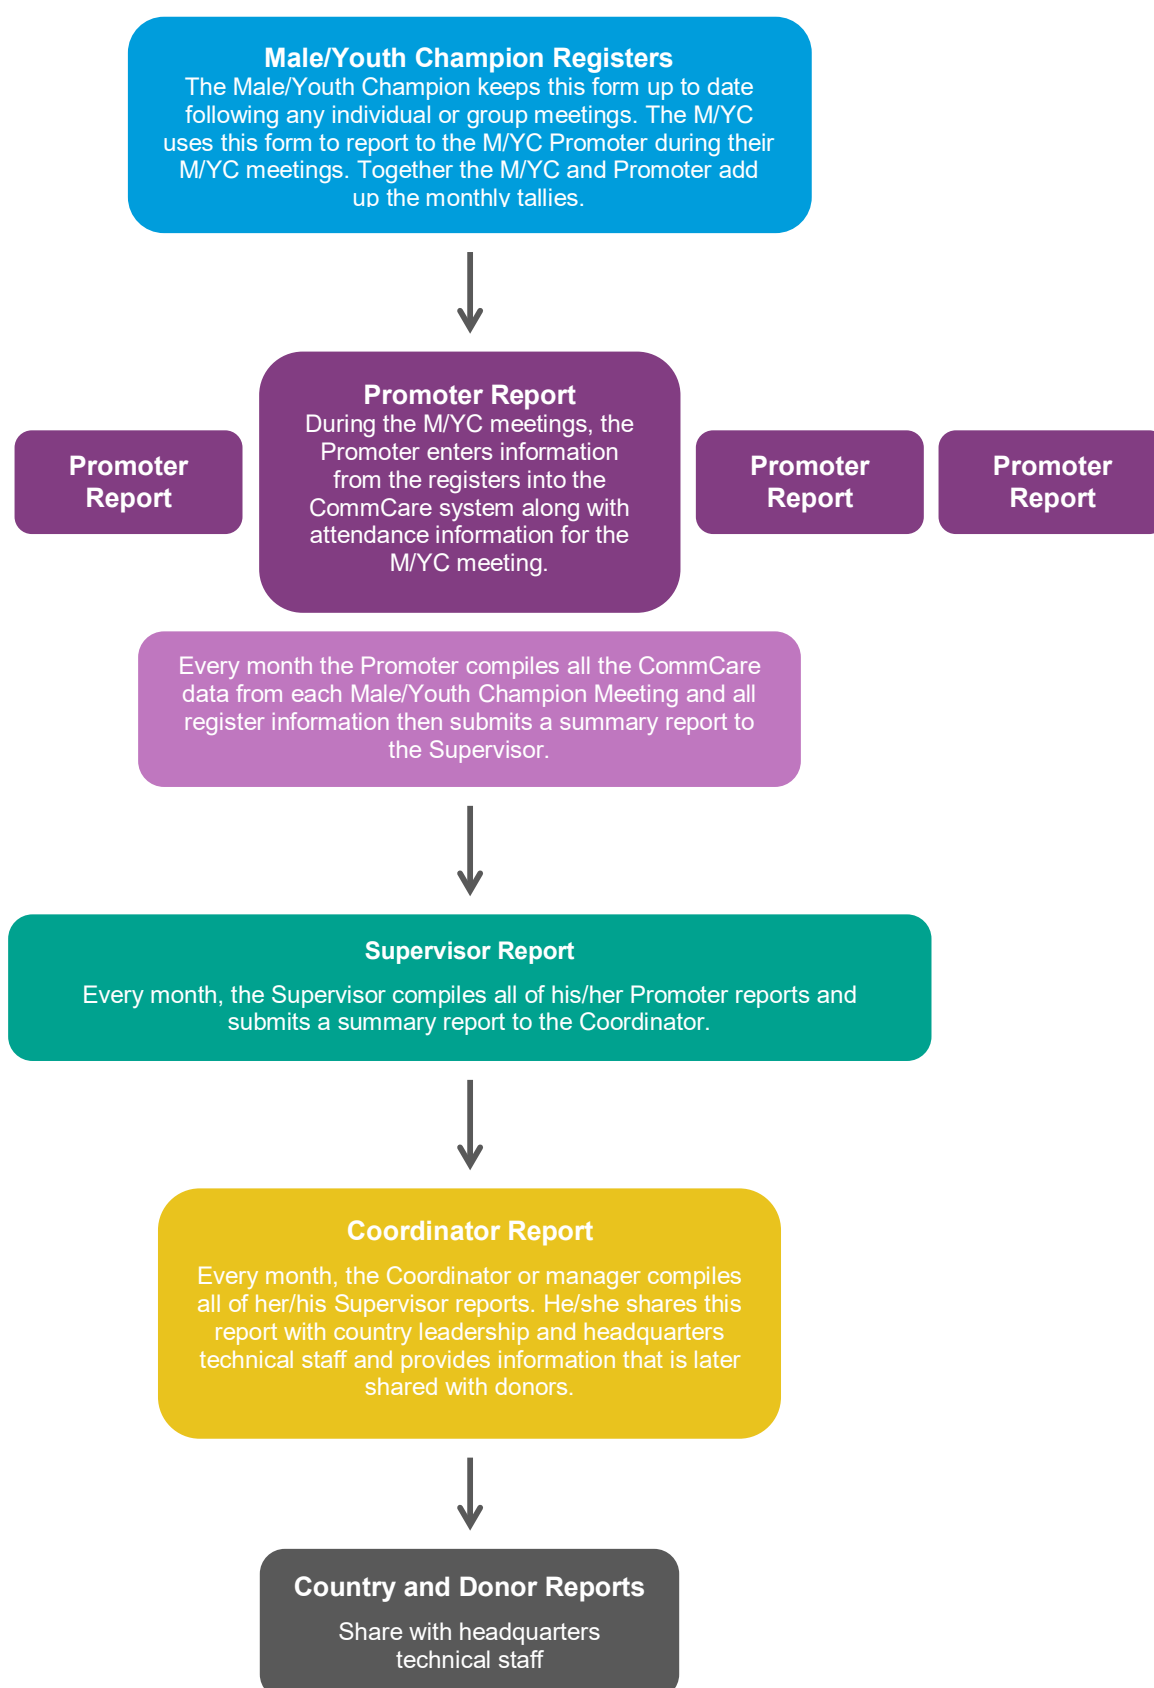 Male/Youth Champion Registers
The Male/Youth Champion keeps this form up to date
following any individual or group meetings. The M/YC
uses this form to report to the M/YC Promoter during their
M/YC meetings. Together the M/YC and Promoter add
up the monthly tallies.
Promoter
Report
Promoter Report
During the M/YC meetings, the
Promoter enters information
from the registers into the
CommCare system along with
attendance information for the
M/YC meeting.
Promoter
Report
Promoter
Report
Every month the Promoter compiles all the CommCare
data from each Male/Youth Champion Meeting and all
register information then submits a summary report to
the Supervisor.
Supervisor Report
Every month, the Supervisor compiles all of his/her Promoter reports and
submits a summary report to the Coordinator.
Coordinator Report
Every month, the Coordinator or manager compiles
all of her/his Supervisor reports. He/she shares this
report with country leadership and headquarters
technical staff and provides information that is later
shared with donors.
Country and Donor Reports
Share with headquarters
technical staff